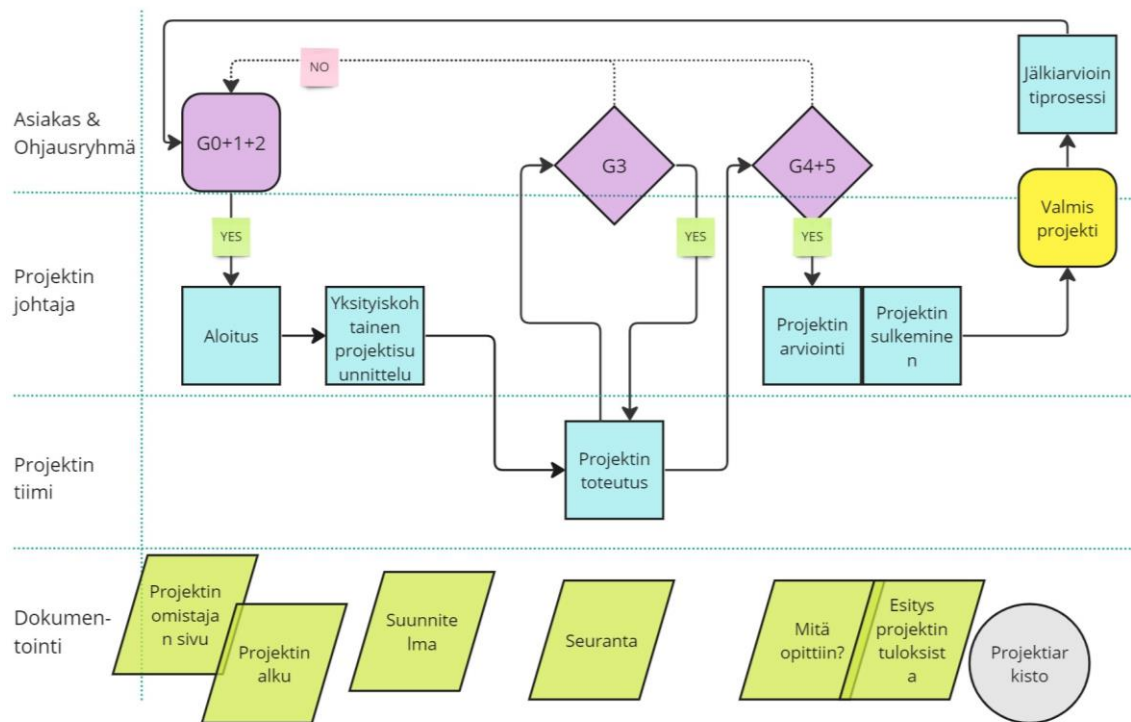 NO
Asiakas &
Ohjausryhmä
G0+1+2
G3
G4+5
Jälkiarvioin
tiprosessi
YES
YES
YES
Valmis
projekti
Projektin
johtaja
Aloitus
Yksityiskoh
tainen
projektisu
unnittelu
Projektin
arviointi
Projektin
sulkemine
n
Projektin
tiimi
Projektin
toteutus
Dokumen-
tointi
Projektin
omistaja
n sivu
Projektin
alku
Suunnite
lma
Seuranta
Mitä
opittiin?
Esitys
projektin
tuloksist
a
Projektiar
kisto